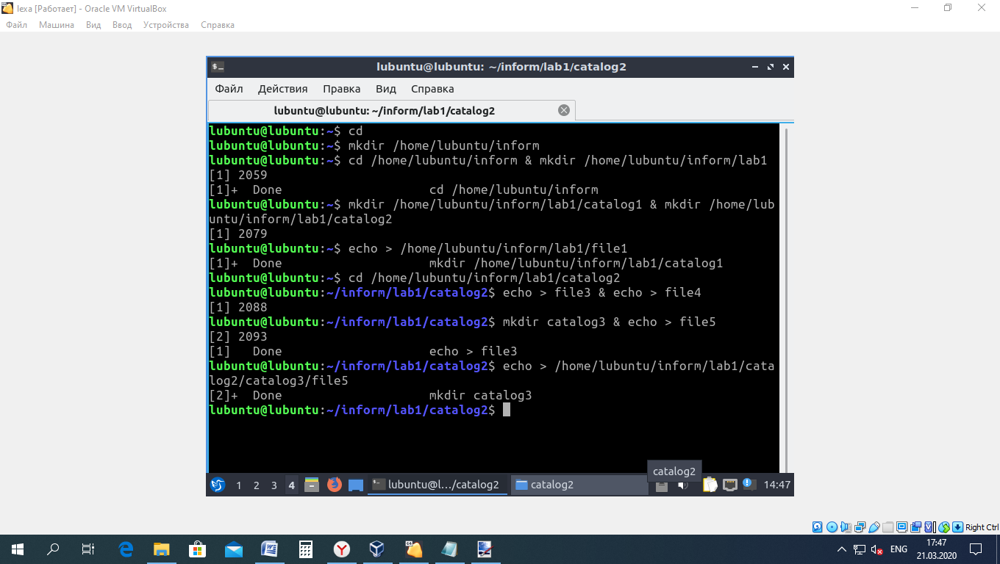 lexa [Работает] - Oracle VM VirtualBox
Файл Машина Вид Ввод Устройства Справка
lubuntu@lubuntu: ~/inform/lab1/catalog2
Файл Действия Правка Вид Справка
lubuntu@lubuntu: ~/inform/lab1/catalog2
lubuntu@lubuntu:~$ cd
lubuntu@lubuntu:~$ mkdir /home/lubuntu/inform
lubuntu@lubuntu:~$ cd /home/lubuntu/inform & mkdir /home/lubuntu/inform/lab1
[1] 2059
[1]+  Done                    cd /home/lubuntu/inform
lubuntu@lubuntu:~$ mkdir /home/lubuntu/inform/lab1/catalog1 & mkdir /home/lub
untu/inform/lab1/catalog2
[1] 2079
lubuntu@lubuntu:~$ echo > /home/lubuntu/inform/lab1/file1
[1]+  Done                    mkdir /home/lubuntu/inform/lab1/catalog1
lubuntu@lubuntu:~$ cd /home/lubuntu/inform/lab1/catalog2
lubuntu@lubuntu:~/inform/lab1/catalog2$ echo > file3 & echo > file4
[1] 2088
lubuntu@lubuntu:~/inform/lab1/catalog2$ mkdir catalog3 & echo > file5
[2] 2093
[1]   Done                    echo > file3
lubuntu@lubuntu:~/inform/lab1/catalog2$ echo > /home/lubuntu/inform/lab1/cata
log2/catalog3/file5
[2]+  Done                    mkdir catalog3
lubuntu@lubuntu:~/inform/lab1/catalog2$
catalog2
1 2 3 4 lubuntu@l…/catalog2 catalog2 14:47
Right Ctrl
ENG 17:47
21.03.2020